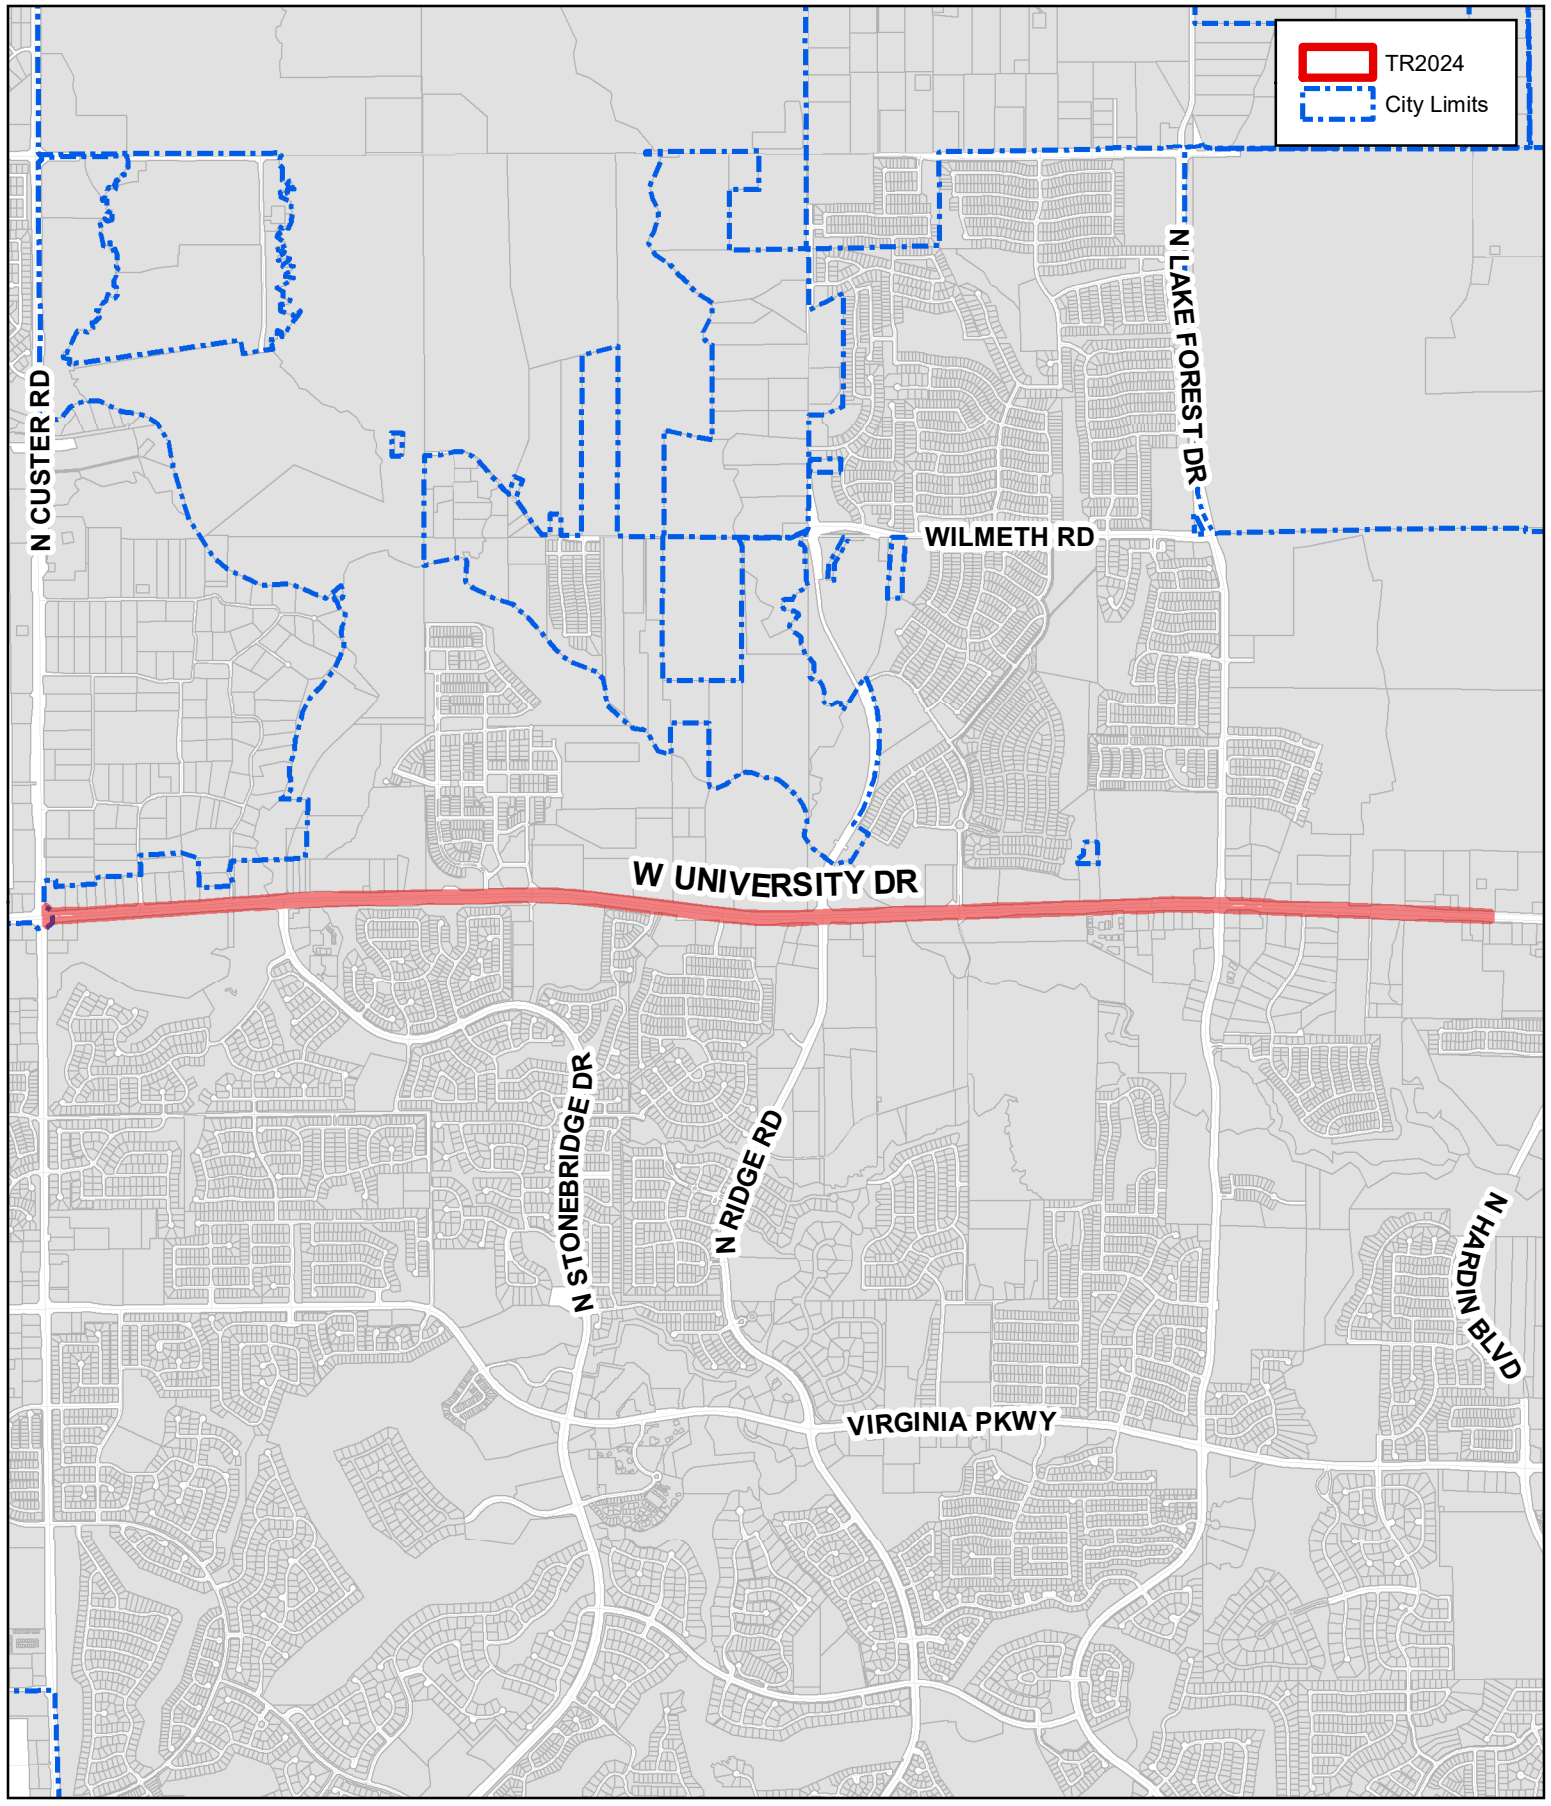 TR2024
City Limits
N LAKE FOREST DR
N CUSTER RD
WILMETH RD
W UNIVERSITY DR
N STONEBRIDGE DR
N RIDGE RD
N HARDIN BLVD
VIRGINIA PKWY